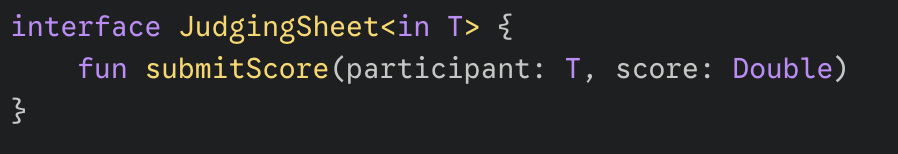 interface JudgingSheet<in T> {
    fun submitScore(participant: T, score: Double)
}